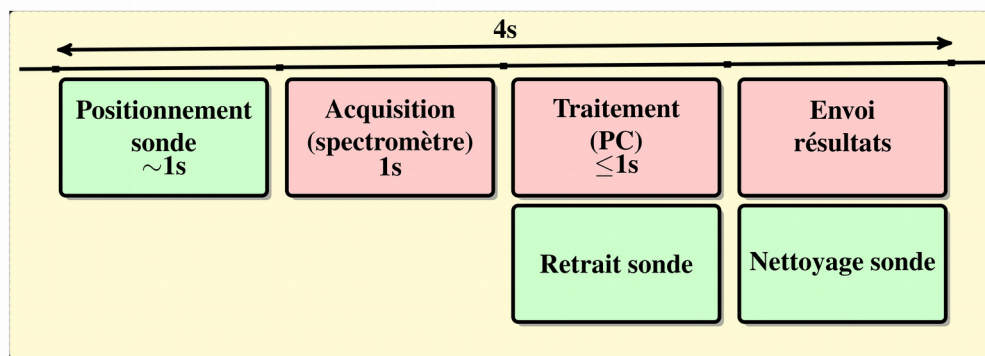 4s
Positionnement
sonde
~1s
Acquisition
(spectromètre)
1s
Traitement
(PC)
≤1s
Envoi
résultats
Retrait sonde
Nettoyage sonde